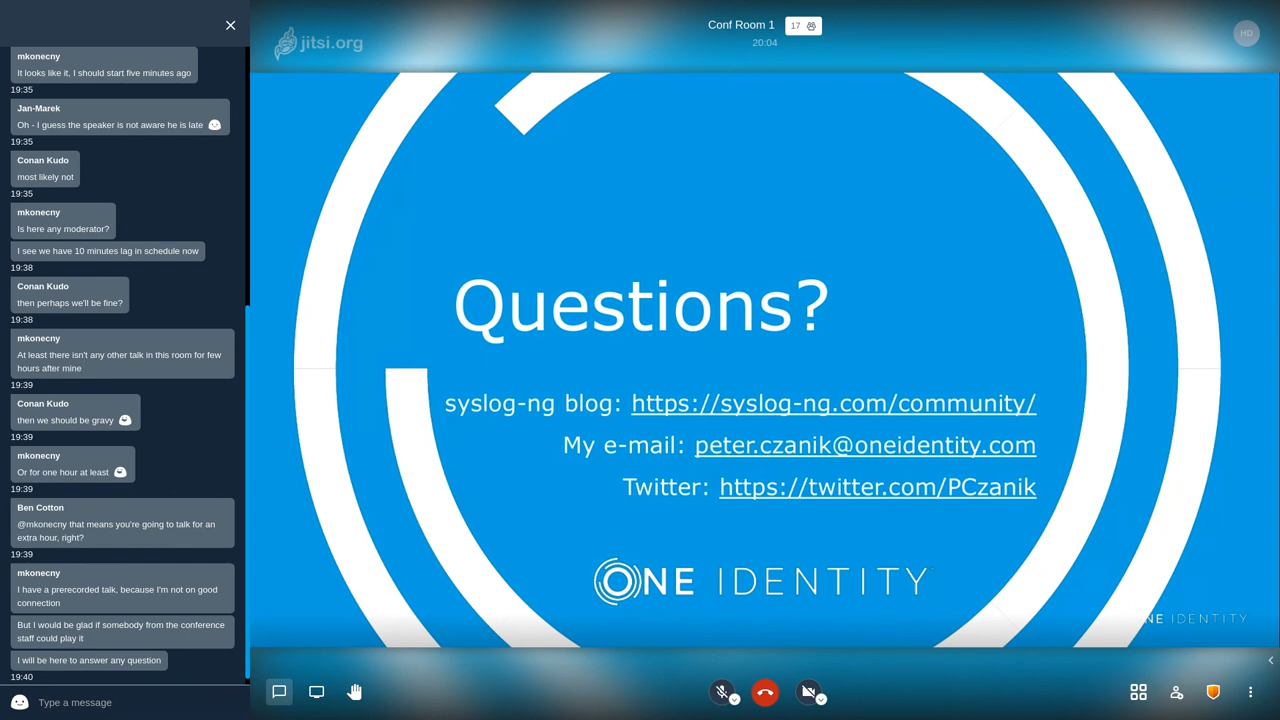 mkonecny
It looks like it, I should start five minutes ago
19:35
Jan-Marek
Oh - I guess the speaker is not aware he is late
19:35
Conan Kudo
most likely not
19:35
mkonecny
Is here any moderator?
I see we have 10 minutes lag in schedule now
19:38
Conan Kudo
then perhaps we'll be fine?
19:38
mkonecny
At least there isn't any other talk in this room for few
hours after mine
19:39
Conan Kudo
then we should be gravy
19:39
mkonecny
Or for one hour at least
19:39
Ben Cotton
@mkonecny that means you're going to talk for an
extra hour, right?
19:39
mkonecny
I have a prerecorded talk, because I'm not on good
connection
But I would be glad if somebody from the conference
staff could play it
I will be here to answer any question
19:40
Type a message
jitsi.org
Conf Room 1
17
20:04
HD
Questions?
syslog-ng blog: https://syslog-ng.com/community/
My e-mail: peter.czanik@oneidentity.com
Twitter: https://twitter.com/PCzanik
ONE IDENTITY
NE IDENTITY